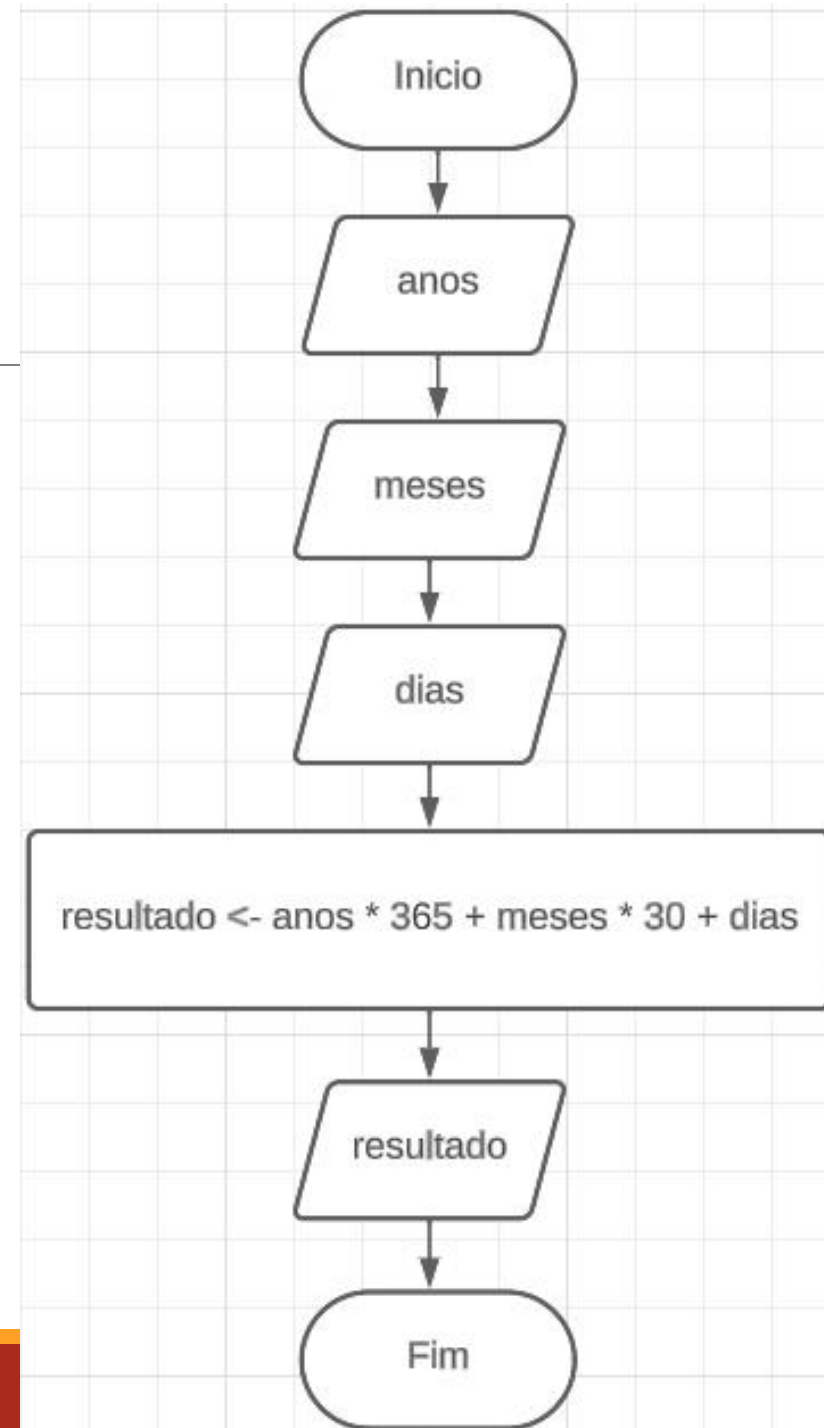 Inicio
anos
meses
dias
resultado <- anos * 365 + meses * 30 + dias
resultado
Fim